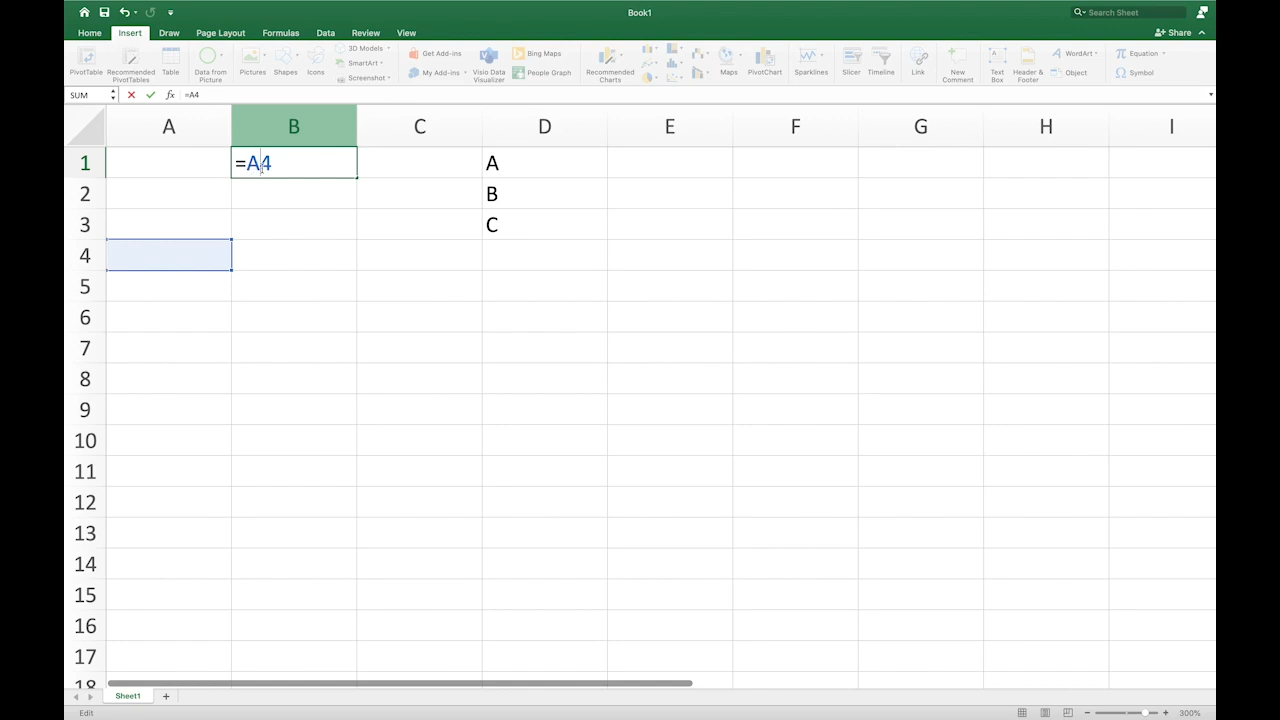 Book1
Search Sheet
Home Insert Draw Page Layout Formulas Data Review View
Share
PivotTable
Recommended PivotTables
Table
Data from Picture
Pictures
Shapes
Icons
3D Models
SmartArt
Screenshot
Get Add-ins
My Add-ins
Visio Data Visualizer
Bing Maps
People Graph
Recommended Charts
Maps
PivotChart
Sparklines
Slicer
Timeline
Link
New Comment
Text Box
Header & Footer
WordArt
Object
Equation
Symbol
SUM fx =A4
A B C D E F G H I
1 =A4 A
2 B
3 C
4
5
6
7
8
9
10
11
12
13
14
15
16
17
18
Sheet1
Edit 300%